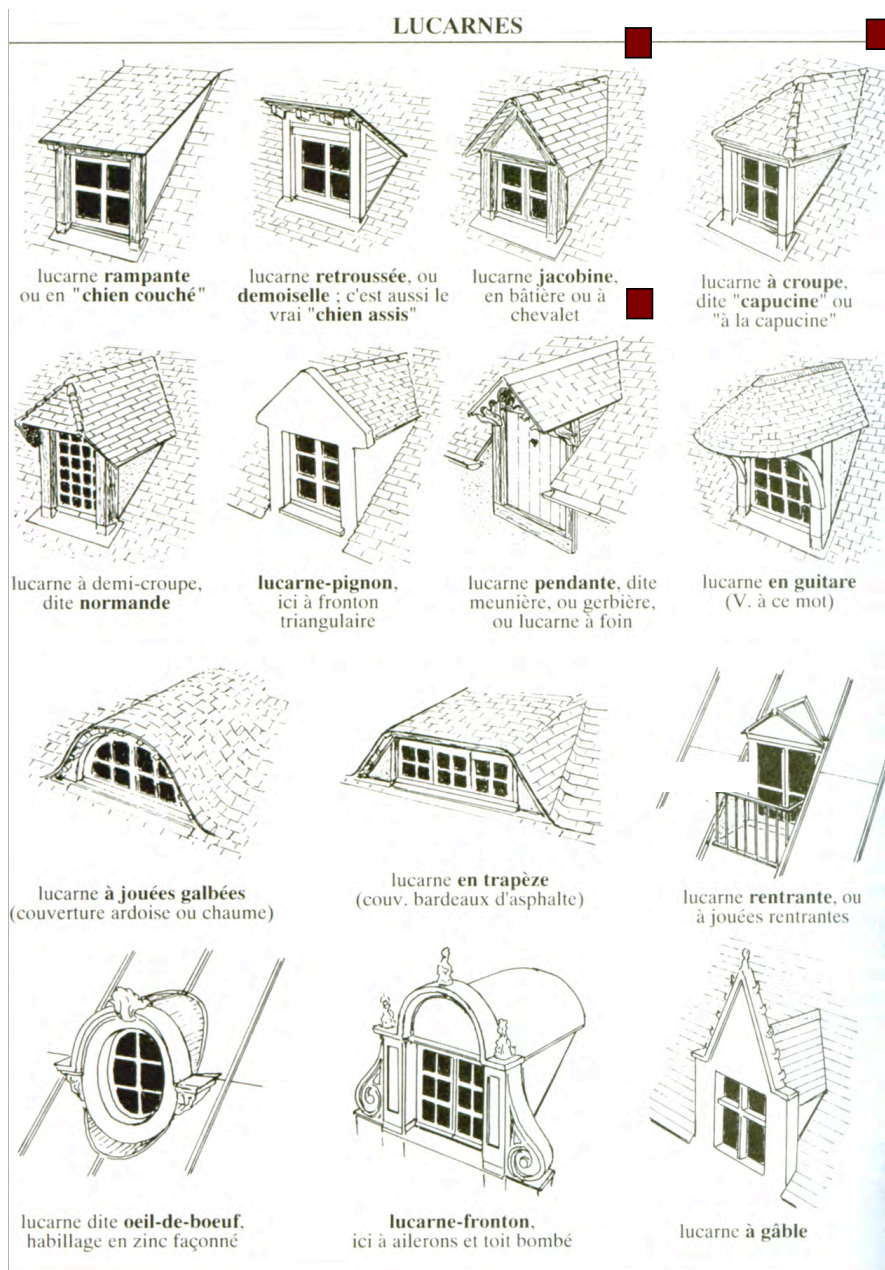 LUCARNES
lucarne rampante
ou en "chien couché"
lucarne retroussée, ou
demoiselle ; c'est aussi le
vrai "chien assis"
lucarne jacobine,
en bâtière ou à
chevalet
lucarne à croupe,
dite "capucine" ou
"à la capucine"
lucarne à demi-croupe,
dite normande
lucarne-pignon,
ici à fronton
triangulaire
lucarne pendante, dite
meunière, ou gerbière,
ou lucarne à foin
lucarne en guitare
(V. à ce mot)
lucarne à jouées galbées
(couverture ardoise ou chaume)
lucarne en trapèze
(couv. bardeaux d'asphalte)
lucarne rentrante, ou
à jouées rentrantes
lucarne dite oeil-de-boeuf,
habillage en zinc façonné
lucarne-fronton,
ici à ailerons et toit bombé
lucarne à gâble